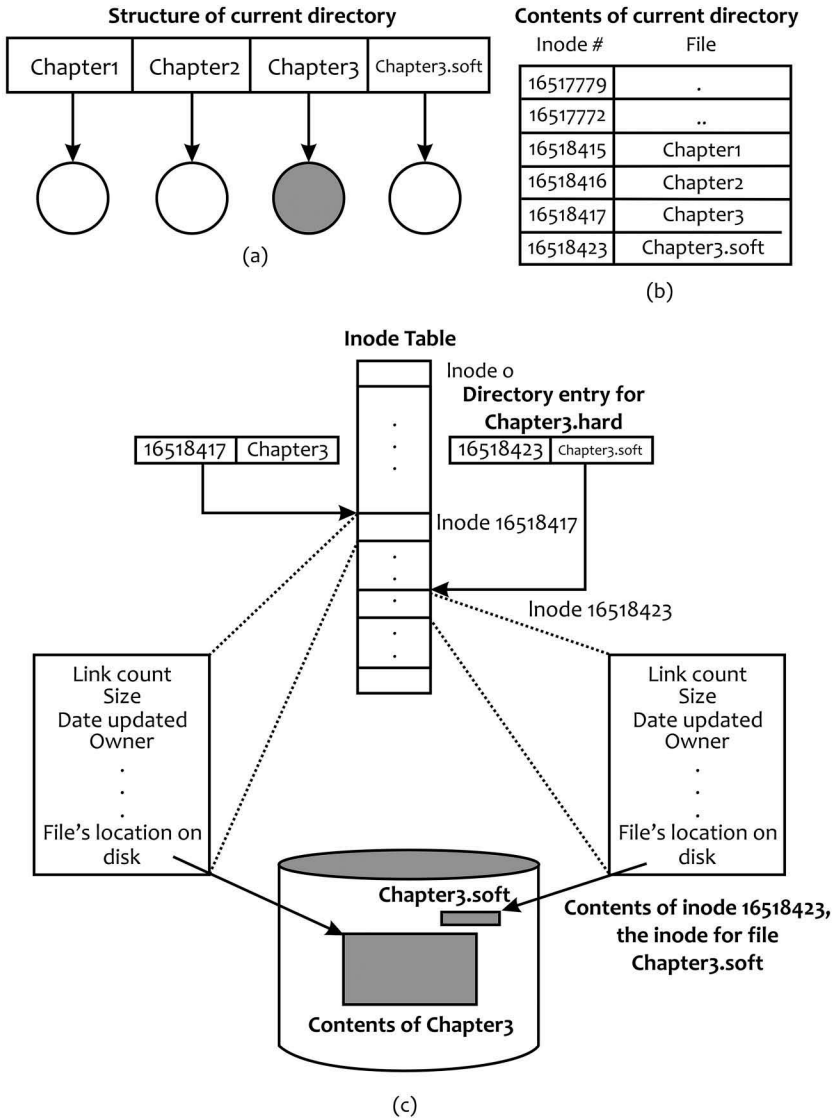 Structure of current directory
Chapter1 Chapter2 Chapter3 Chapter3.soft
(a)
Contents of current directory
Inode # File
16517779 .
16517772 ..
16518415 Chapter1
16518416 Chapter2
16518417 Chapter3
16518423 Chapter3.soft
(b)
Inode Table
Inode 0
Directory entry for
Chapter3.hard
16518417 Chapter3
16518423 Chapter3.soft
Inode 16518417
Inode 16518423
Link count
Size
Date updated
Owner
.
.
.
File's location on
disk
Link count
Size
Date updated
Owner
.
.
.
File's location on
disk
Chapter3.soft
Contents of Chapter3
Contents of inode 16518423,
the inode for file
Chapter3.soft
(c)